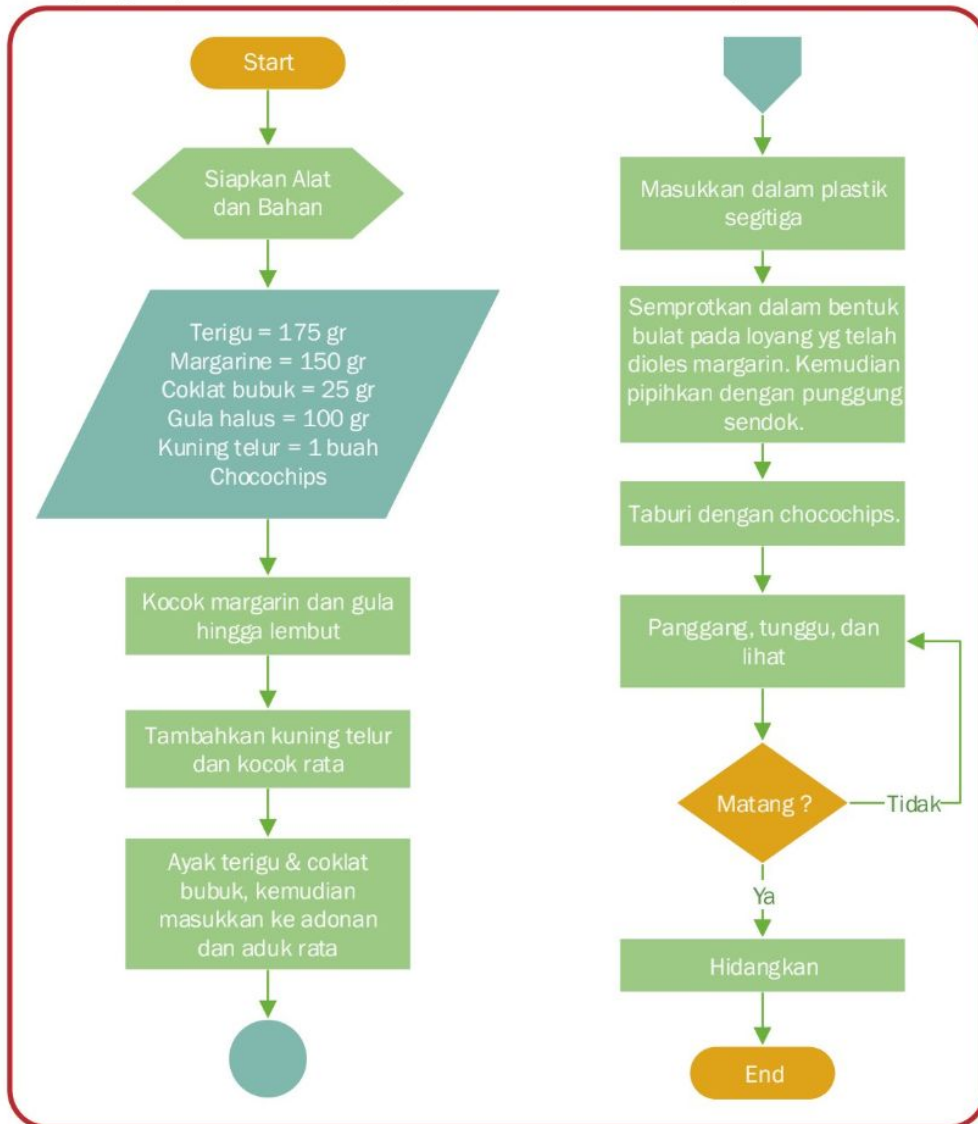 Start
Siapkan Alat
dan Bahan
Terigu = 175 gr
Margarine = 150 gr
Coklat bubuk = 25 gr
Gula halus = 100 gr
Kuning telur = 1 buah
Chocochips
Kocok margarin dan gula
hingga lembut
Tambahkan kuning telur
dan kocok rata
Ayak terigu & coklat
bubuk, kemudian
masukkan ke adonan
dan aduk rata
Masukkan dalam plastik
segitiga
Semprotkan dalam bentuk
bulat pada loyang yg telah
dioles margarin. Kemudian
pipihkan dengan punggung
sendok.
Taburi dengan chocochips.
Panggang, tunggu, dan
lihat
Matang ?
Tidak
Ya
Hidangkan
End